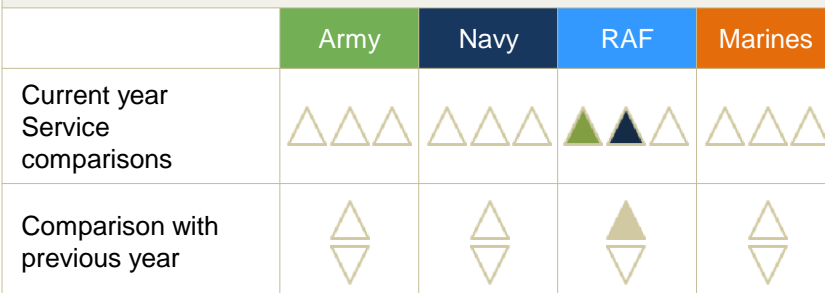 Army Navy RAF Marines
Current year
Service
comparisons
Comparison with
previous year